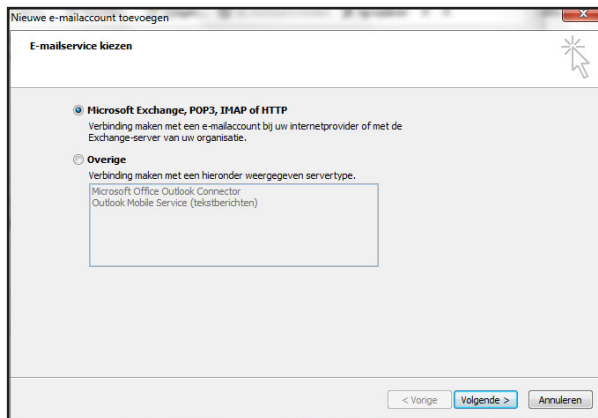 Nieuwe e-mailaccount toevoegen
E-mailservice kiezen
Microsoft Exchange, POP3, IMAP of HTTP
Verbinding maken met een e-mailaccount bij uw internetprovider of met de
Exchange-server van uw organisatie.
Overige
Verbinding maken met een hieronder weergegeven servertype.
Microsoft Office Outlook Connector
Outlook Mobile Service (tekstberichten)
< Vorige
Volgende >
Annuleren